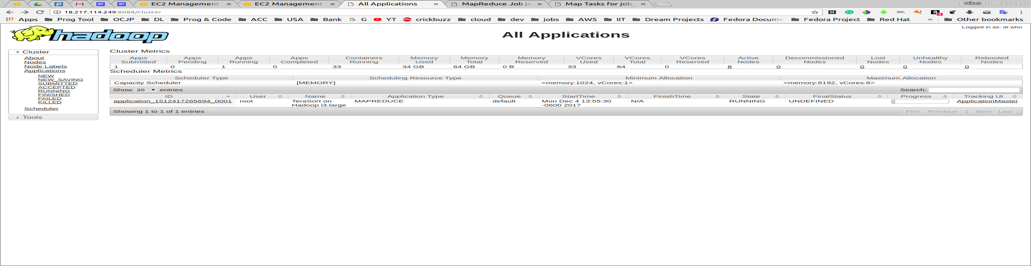 EC2 Management
EC2 Management
All Applications
MapReduce Job j
Map Tasks for job_
18.217.114.249:8088/cluster
Apps
Prog Tool
OCJP
DL
Prog & Code
ACC
USA
Bank
G
YT
crickbuzz
cloud
dev
jobs
AWS
IIT
Dream Projects
Fedora Docum
Fedora Project
Red Hat
Other bookmarks
Logged in as: dr.who
hadoop
All Applications
Cluster
About
Nodes
Node Labels
Applications
NEW
NEW_SAVING
SUBMITTED
ACCEPTED
RUNNING
FINISHED
FAILED
KILLED
Scheduler
Tools
Cluster Metrics
Apps Submitted Apps Pending Apps Running Apps Completed Containers Running Memory Used Memory Total Memory Reserved VCores Used VCores Total VCores Reserved Active Nodes Decommissioned Nodes Lost Nodes Unhealthy Nodes Rebooted Nodes
1 0 1 0 33 34 GB 64 GB 0 B 33 64 0 8 0 0 0 0
Scheduler Metrics
Scheduler Type Scheduling Resource Type Minimum Allocation Maximum Allocation
Capacity Scheduler [MEMORY] <memory:1024, vCores:1> <memory:8192, vCores:8>
Show 20 entries Search:
ID User Name Application Type Queue StartTime FinishTime State FinalStatus Progress Tracking UI
application_1512417265694_0001 root TeraSort on MAPREDUCE default Mon Dec 4 13:55:30 N/A RUNNING UNDEFINED ApplicationMaster
Hadoop i3.large -0600 2017
Showing 1 to 1 of 1 entries First Previous 1 Next Last